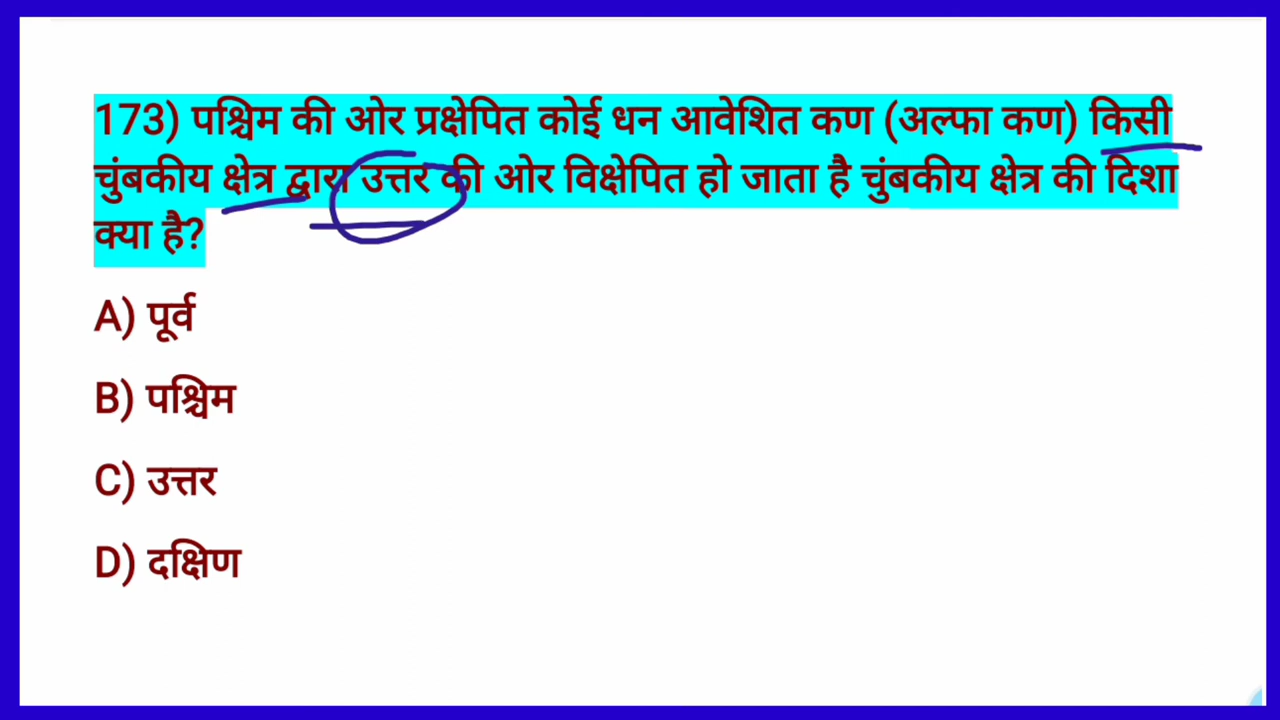 173) पश्चिम की ओर प्रक्षेपित कोई धन आवेशित कण (अल्फा कण) किसी
चुंबकीय क्षेत्र द्वारा उत्तर की ओर विक्षेपित हो जाता है चुंबकीय क्षेत्र की दिशा
क्या है?
A) पूर्व
B) पश्चिम
C) उत्तर
D) दक्षिण